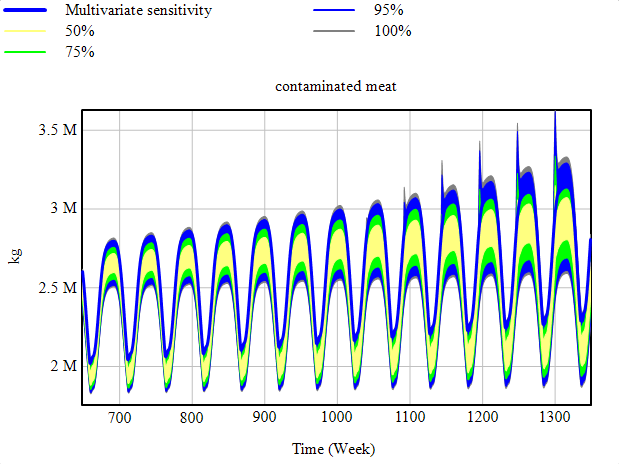 Multivariate sensitivity 95%
50% 100%
75%
contaminated meat
3.5 M
3 M
2.5 M
2 M
kg
700 800 900 1000 1100 1200 1300
Time (Week)